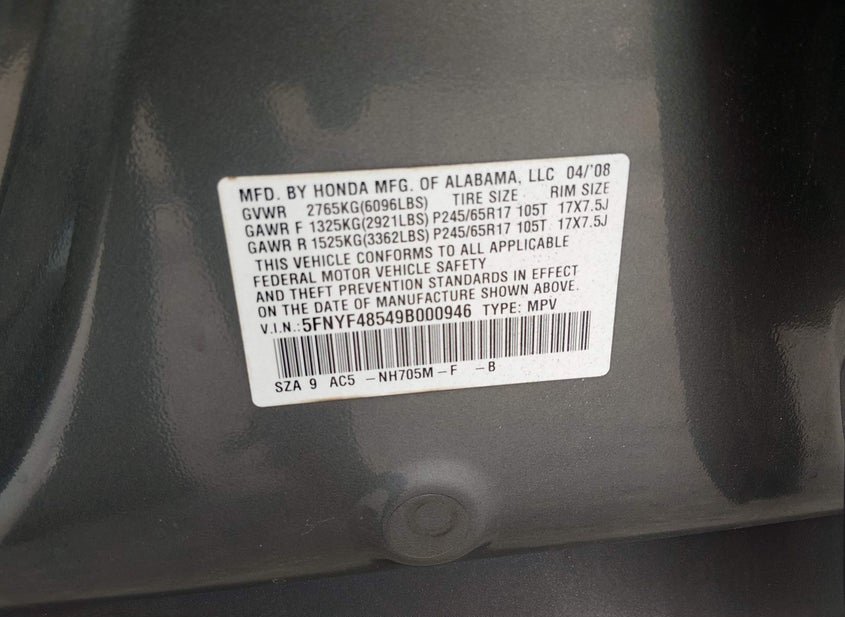 MFD. BY HONDA MFG. OF ALABAMA, LLC 04/'08
GVWR 2765KG(6096LBS) TIRE SIZE RIM SIZE
GAWR F 1325KG(2921LBS) P245/65R17 105T 17X7.5J
GAWR R 1525KG(3362LBS) P245/65R17 105T 17X7.5J
THIS VEHICLE CONFORMS TO ALL APPLICABLE
FEDERAL MOTOR VEHICLE SAFETY
AND THEFT PREVENTION STANDARDS IN EFFECT
ON THE DATE OF MANUFACTURE SHOWN ABOVE.
V.I.N.:5FNYF48549B000946 TYPE: MPV
SZA 9 AC5 -NH705M-F -B